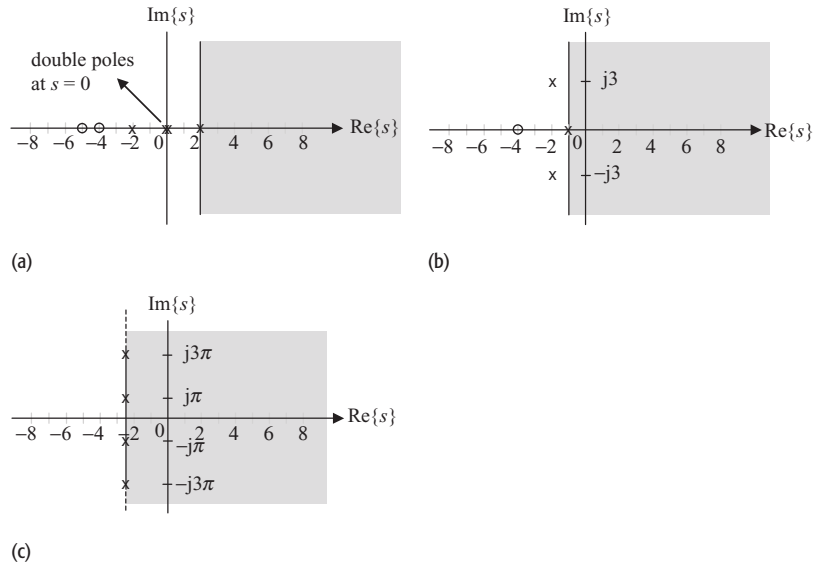 Im{s}
double poles
at s = 0
Re{s}
−8 −6 −4 −2 0 2 4 6 8
(a)
Im{s}
j3
Re{s}
−8 −6 −4 −2 0 2 4 6 8
−j3
(b)
Im{s}
j3π
jπ
Re{s}
−8 −6 −4 −2 0 2 4 6 8
−jπ
−j3π
(c)